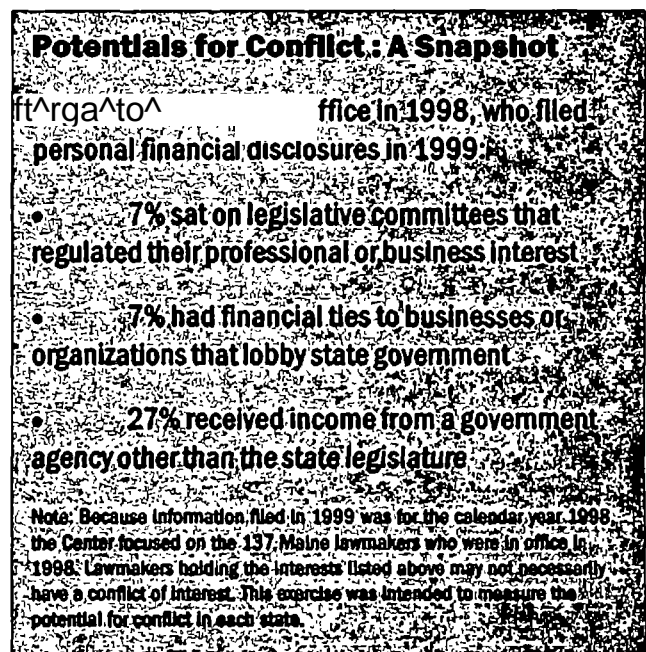 Potentials for Conflict : A Snapshot
ft^rga^to^ ffice in 1998, who filed
personal financial disclosures in 1999:
• 7% sat on legislative committees that
regulated their professional or business interest
• 7% had financial ties to businesses or
organizations that lobby state government
• 27% received income from a government
agency other than the state legislature
Note: Because information filed in 1999 was for the calendar year 1998,
the Center focused on the 137 Maine lawmakers who were in office in
1998. Lawmakers holding the interests listed above may not necessarily
have a conflict of interest. This exercise was intended to measure the
potential for conflict in each state.